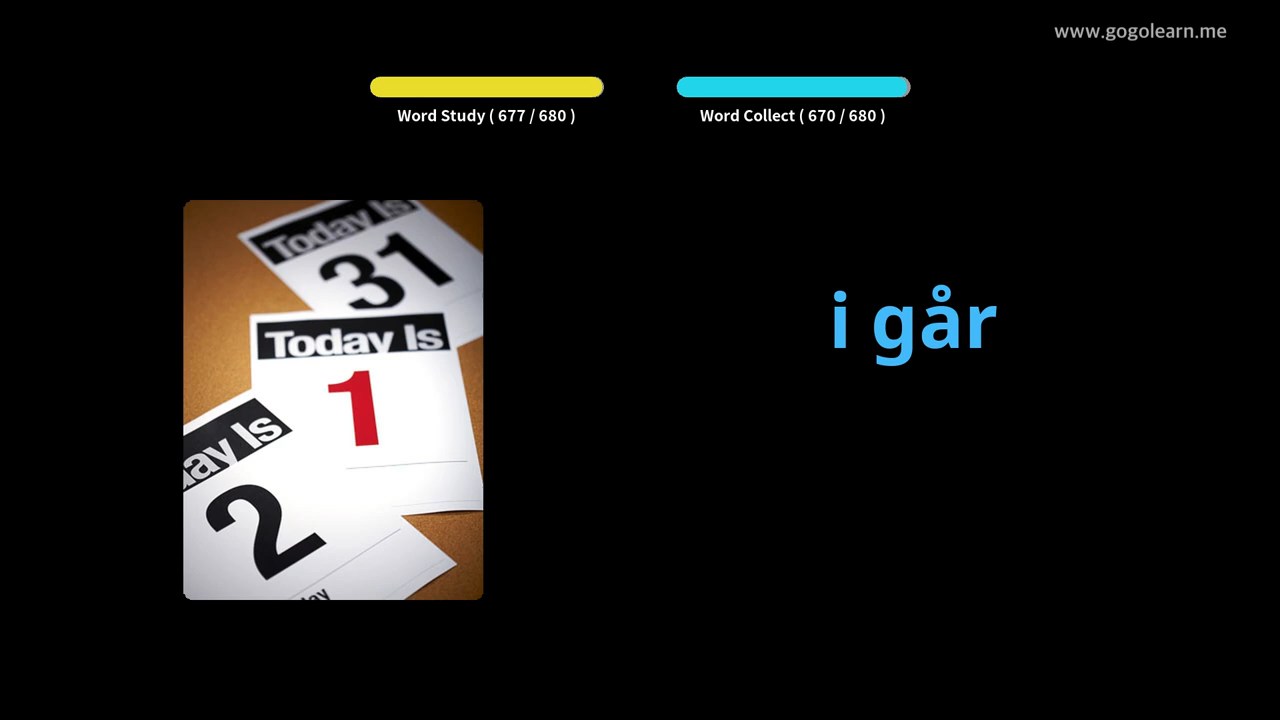 www.gogolearn.me
Word Study ( 677 / 680 )
Word Collect ( 670 / 680 )
Today Is
31
Today Is
1
i går
day Is
2